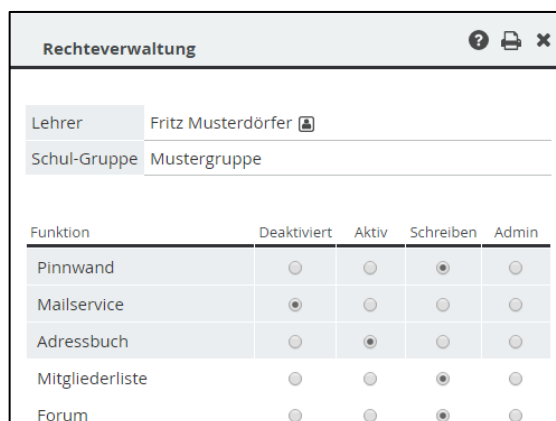 Rechteverwaltung
Lehrer Fritz Musterdörfer
Schul-Gruppe Mustergruppe
Funktion Deaktiviert Aktiv Schreiben Admin
Pinnwand
Mailservice
Adressbuch
Mitgliederliste
Forum